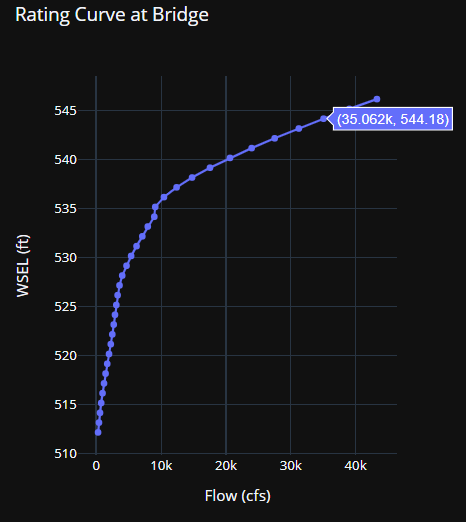 Rating Curve at Bridge
545
(35.062k, 544.18)
540
535
530
525
520
515
510
WSEL (ft)
0 10k 20k 30k 40k
Flow (cfs)